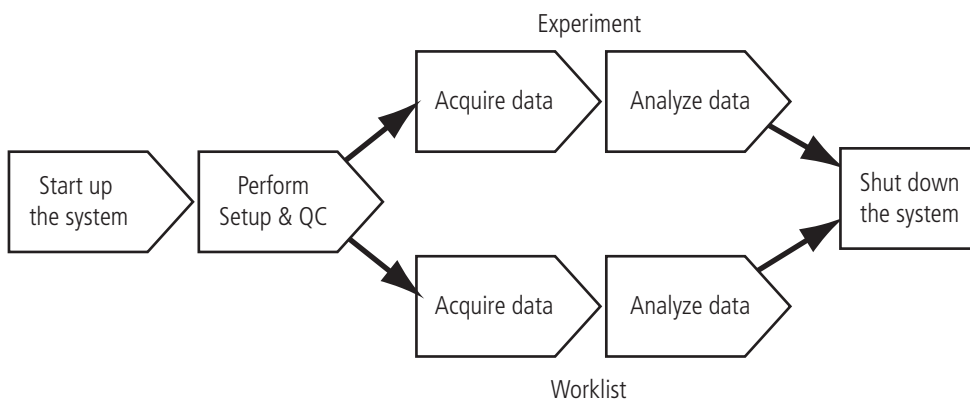 Experiment
Acquire data
Analyze data
Start up
the system
Perform
Setup & QC
Shut down
the system
Acquire data
Analyze data
Worklist